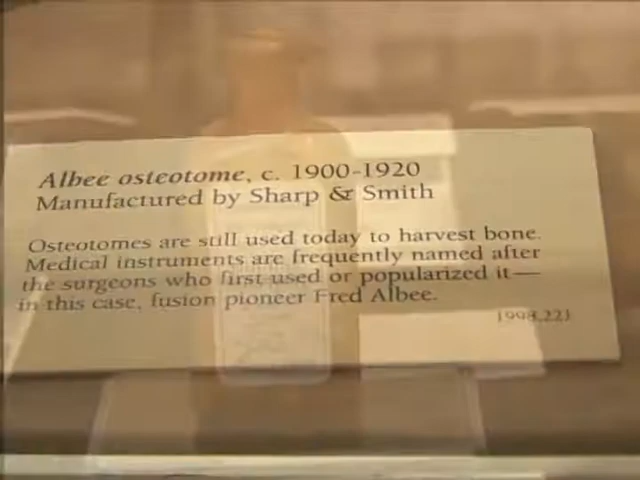 Albee osteotome, c. 1900-1920
Manufactured by Sharp & Smith
Osteotomes are still used today to harvest bone.
Medical instruments are frequently named after
the surgeons who first used or popularized it—
in this case, fusion pioneer Fred Albee.
1998.221